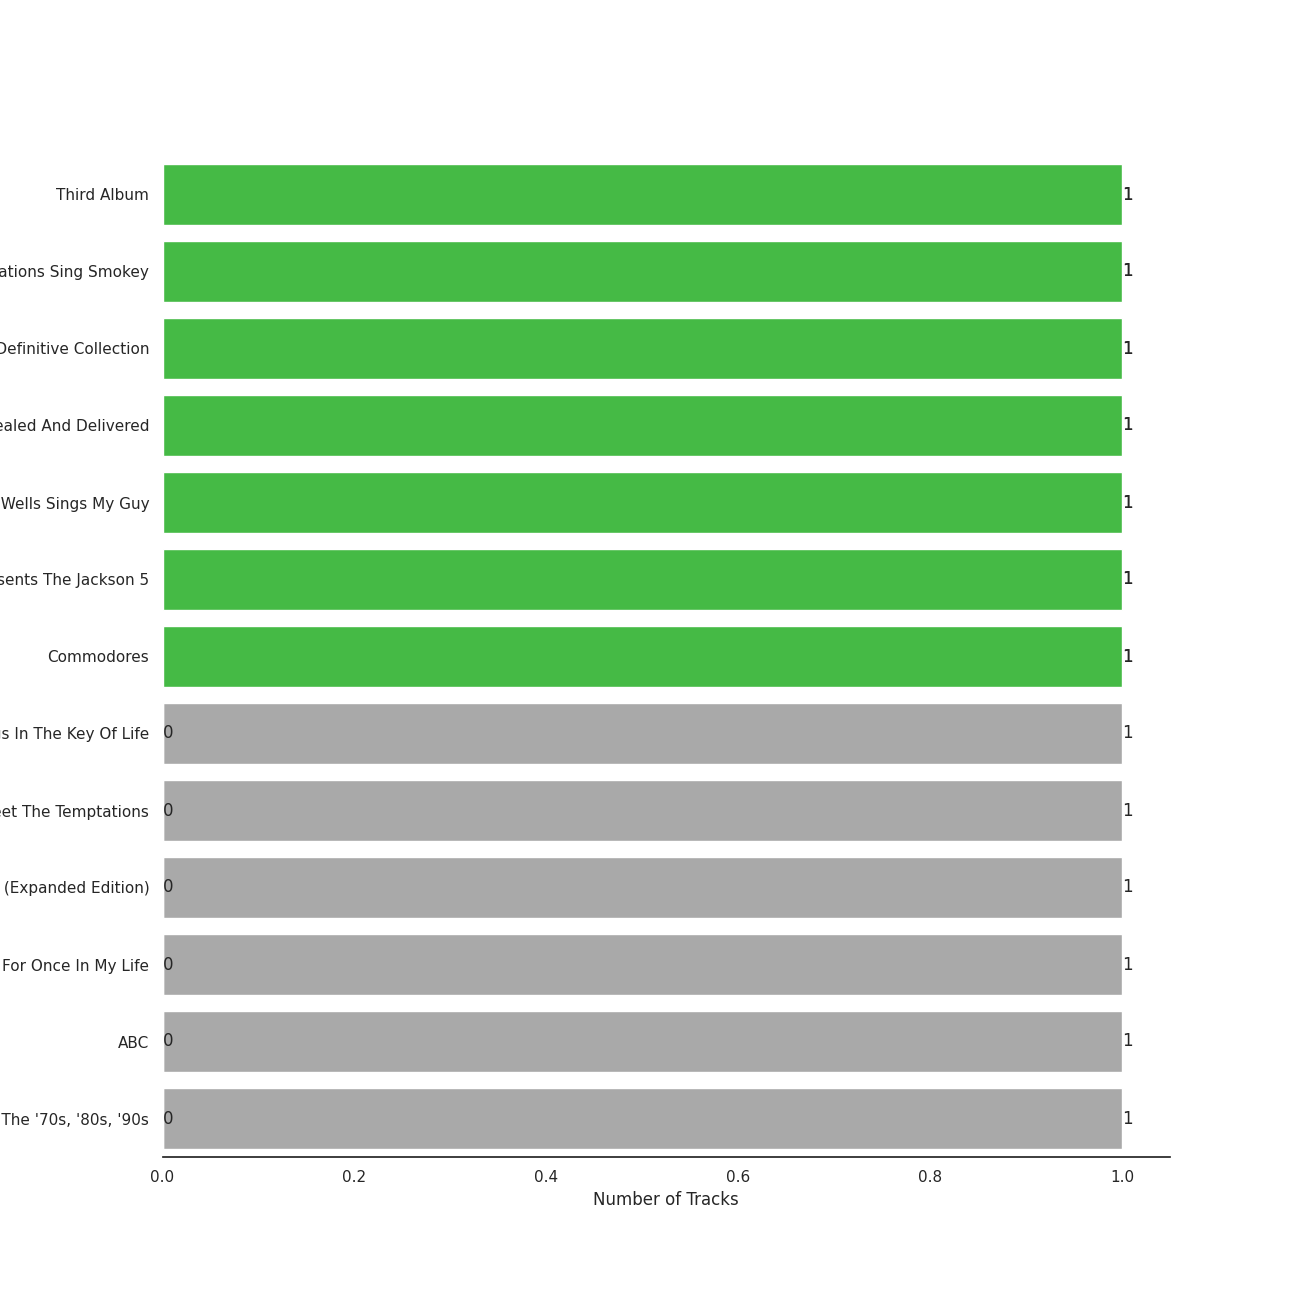 Third Album 1
ations Sing Smokey 1
Definitive Collection 1
ealed And Delivered 1
Wells Sings My Guy 1
sents The Jackson 5 1
Commodores 1
s In The Key Of Life 0 1
et The Temptations 0 1
(Expanded Edition) 0 1
For Once In My Life 0 1
ABC 0 1
The '70s, '80s, '90s 0 1
0.0 0.2 0.4 0.6 0.8 1.0
Number of Tracks